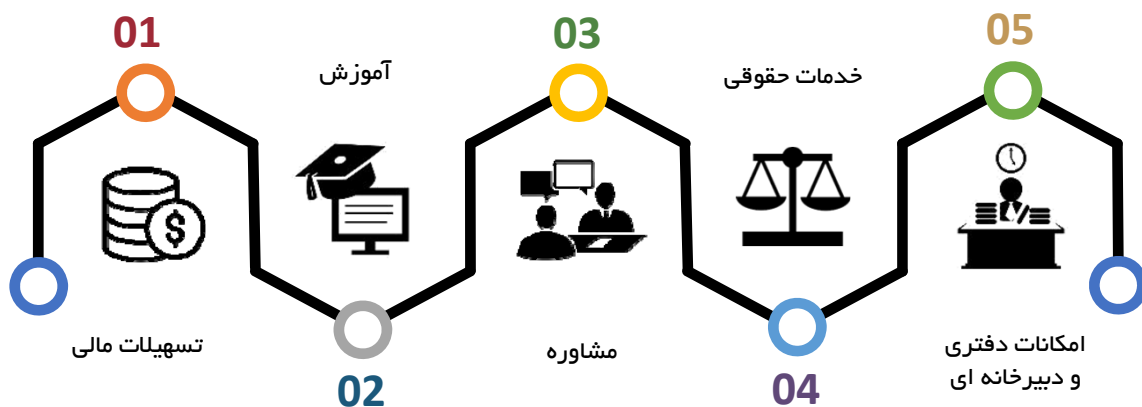 01
تسهیلات مالی
02
آموزش
03
مشاوره
04
خدمات حقوقی
05
امکانات دفتری
و دبیرخانه ای
$